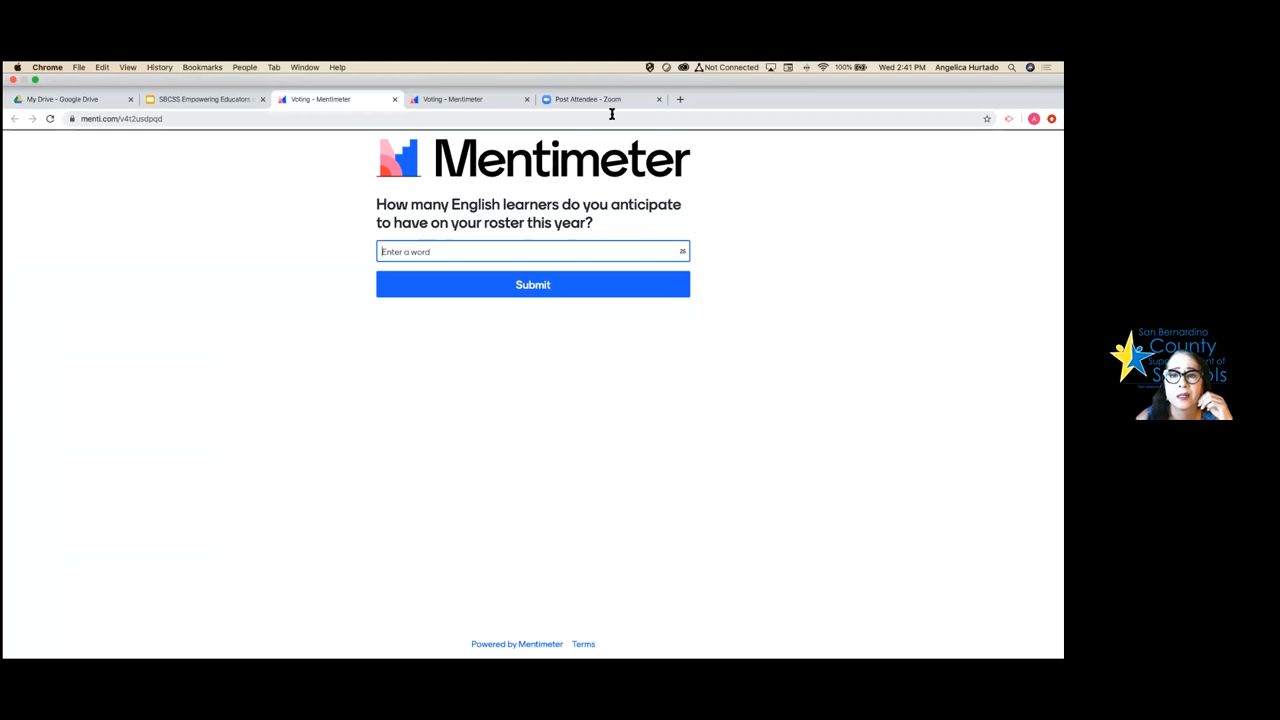 Chrome File Edit View History Bookmarks People Tab Window Help
Not Connected 100% Wed 2:41 PM Angelica Hurtado
My Drive - Google Drive
SBCSS Empowering Educators
Voting - Mentimeter
Voting - Mentimeter
Post Attendee - Zoom
menti.com/v4t2usdpqd
A
Mentimeter
How many English learners do you anticipate
to have on your roster this year?
Enter a word
25
Submit
San Bernardino
County
Powered by Mentimeter Terms